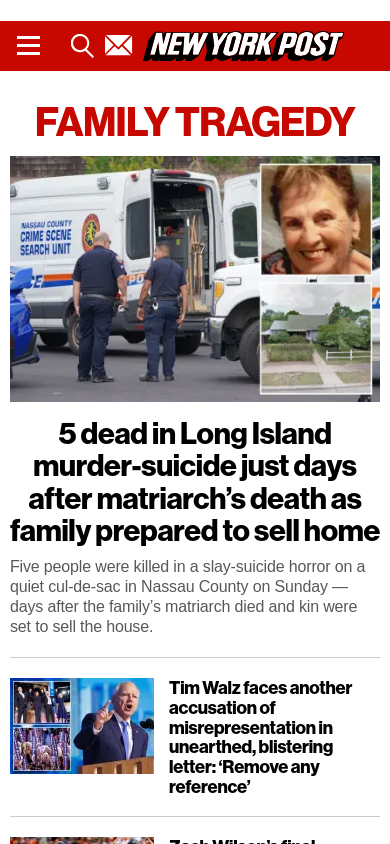 NEW YORK POST
FAMILY TRAGEDY
NASSAU COUNTY
CRIME SCENE
SEARCH UNIT
5 dead in Long Island
murder-suicide just days
after matriarch’s death as
family prepared to sell home
Five people were killed in a slay-suicide horror on a
quiet cul-de-sac in Nassau County on Sunday —
days after the family’s matriarch died and kin were
set to sell the house.
Tim Walz faces another
accusation of
misrepresentation in
unearthed, blistering
letter: ‘Remove any
reference’